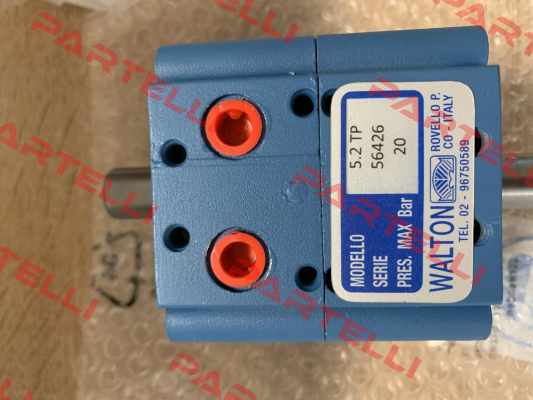 MODELLO 5.2 TP
SERIE 56426
PRES. MAX Bar 20
WALTON
ROVELLO P.
CO - ITALY
TEL. 02 - 96750589
PARTELLI
PARTELLI
PARTELLI
PARTELLI
PARTELLI